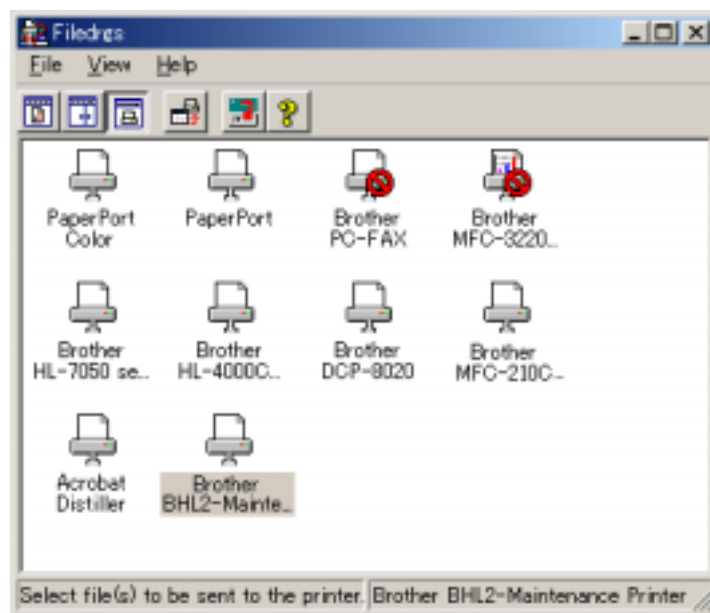 Filedrgs
File View Help
PaperPort
Color
PaperPort
Brother
PC-FAX
Brother
MFC-3220...
Brother
HL-7050 se...
Brother
HL-4000C...
Brother
DCP-8020
Brother
MFC-210C...
Acrobat
Distiller
Brother
BHL2-Mainte...
Select file(s) to be sent to the printer. Brother BHL2-Maintenance Printer